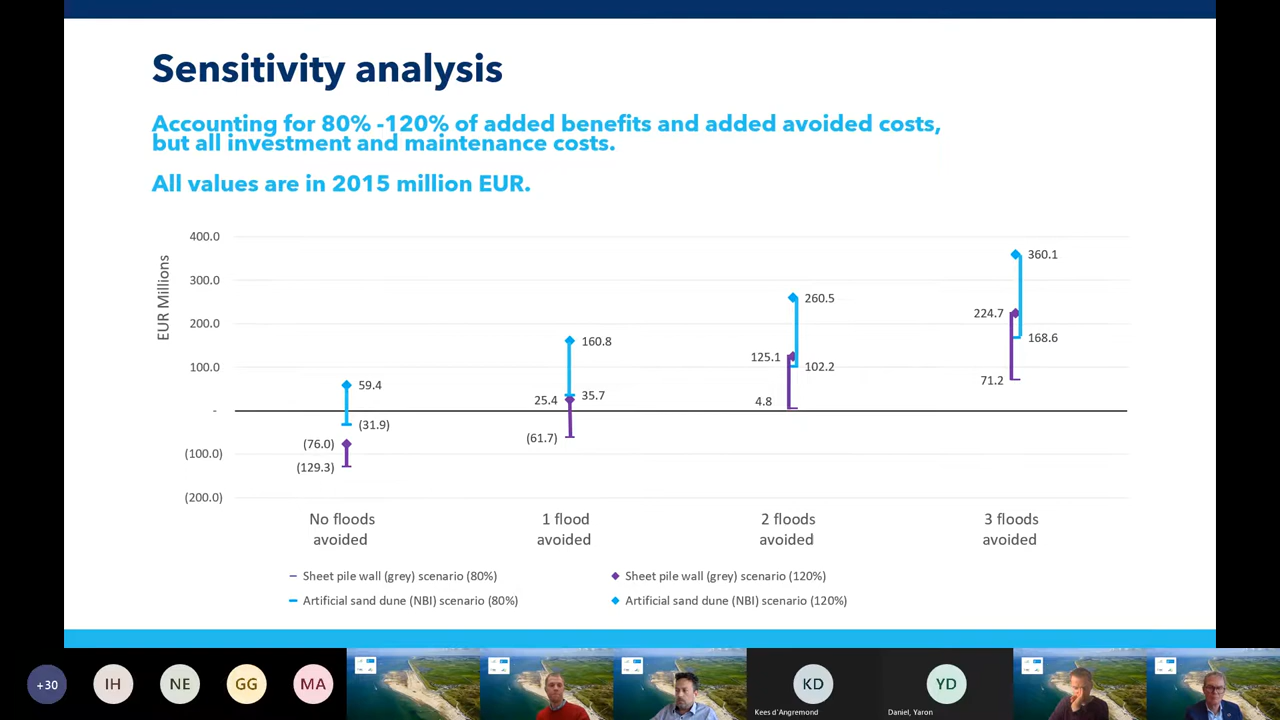 Sensitivity analysis
Accounting for 80% -120% of added benefits and added avoided costs,
but all investment and maintenance costs.
All values are in 2015 million EUR.
EUR Millions
400.0
300.0
200.0
100.0
-
(100.0)
(200.0)
59.4
(31.9)
(76.0)
(129.3)
160.8
35.7
25.4
(61.7)
260.5
125.1
102.2
4.8
360.1
224.7
168.6
71.2
No floods
avoided
1 flood
avoided
2 floods
avoided
3 floods
avoided
Sheet pile wall (grey) scenario (80%)
Sheet pile wall (grey) scenario (120%)
Artificial sand dune (NBI) scenario (80%)
Artificial sand dune (NBI) scenario (120%)
+30
IH
NE
GG
MA
KD
Kees d'Angremond
YD
Daniel, Yaron